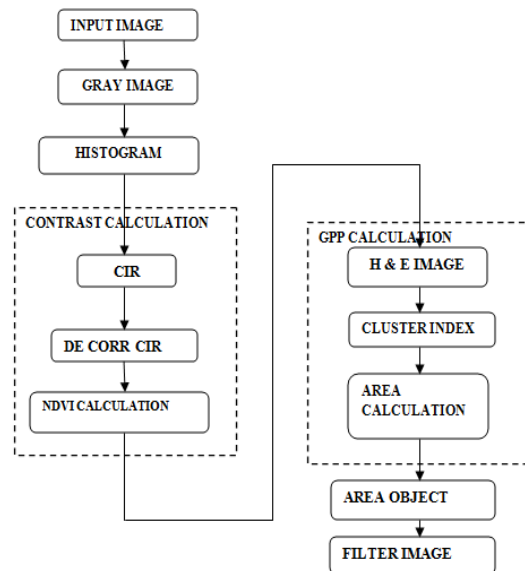 INPUT IMAGE
GRAY IMAGE
HISTOGRAM
CONTRAST CALCULATION
CIR
DE CORR CIR
NDVI CALCULATION
GPP CALCULATION
H & E IMAGE
CLUSTER INDEX
AREA
CALCULATION
AREA OBJECT
FILTER IMAGE